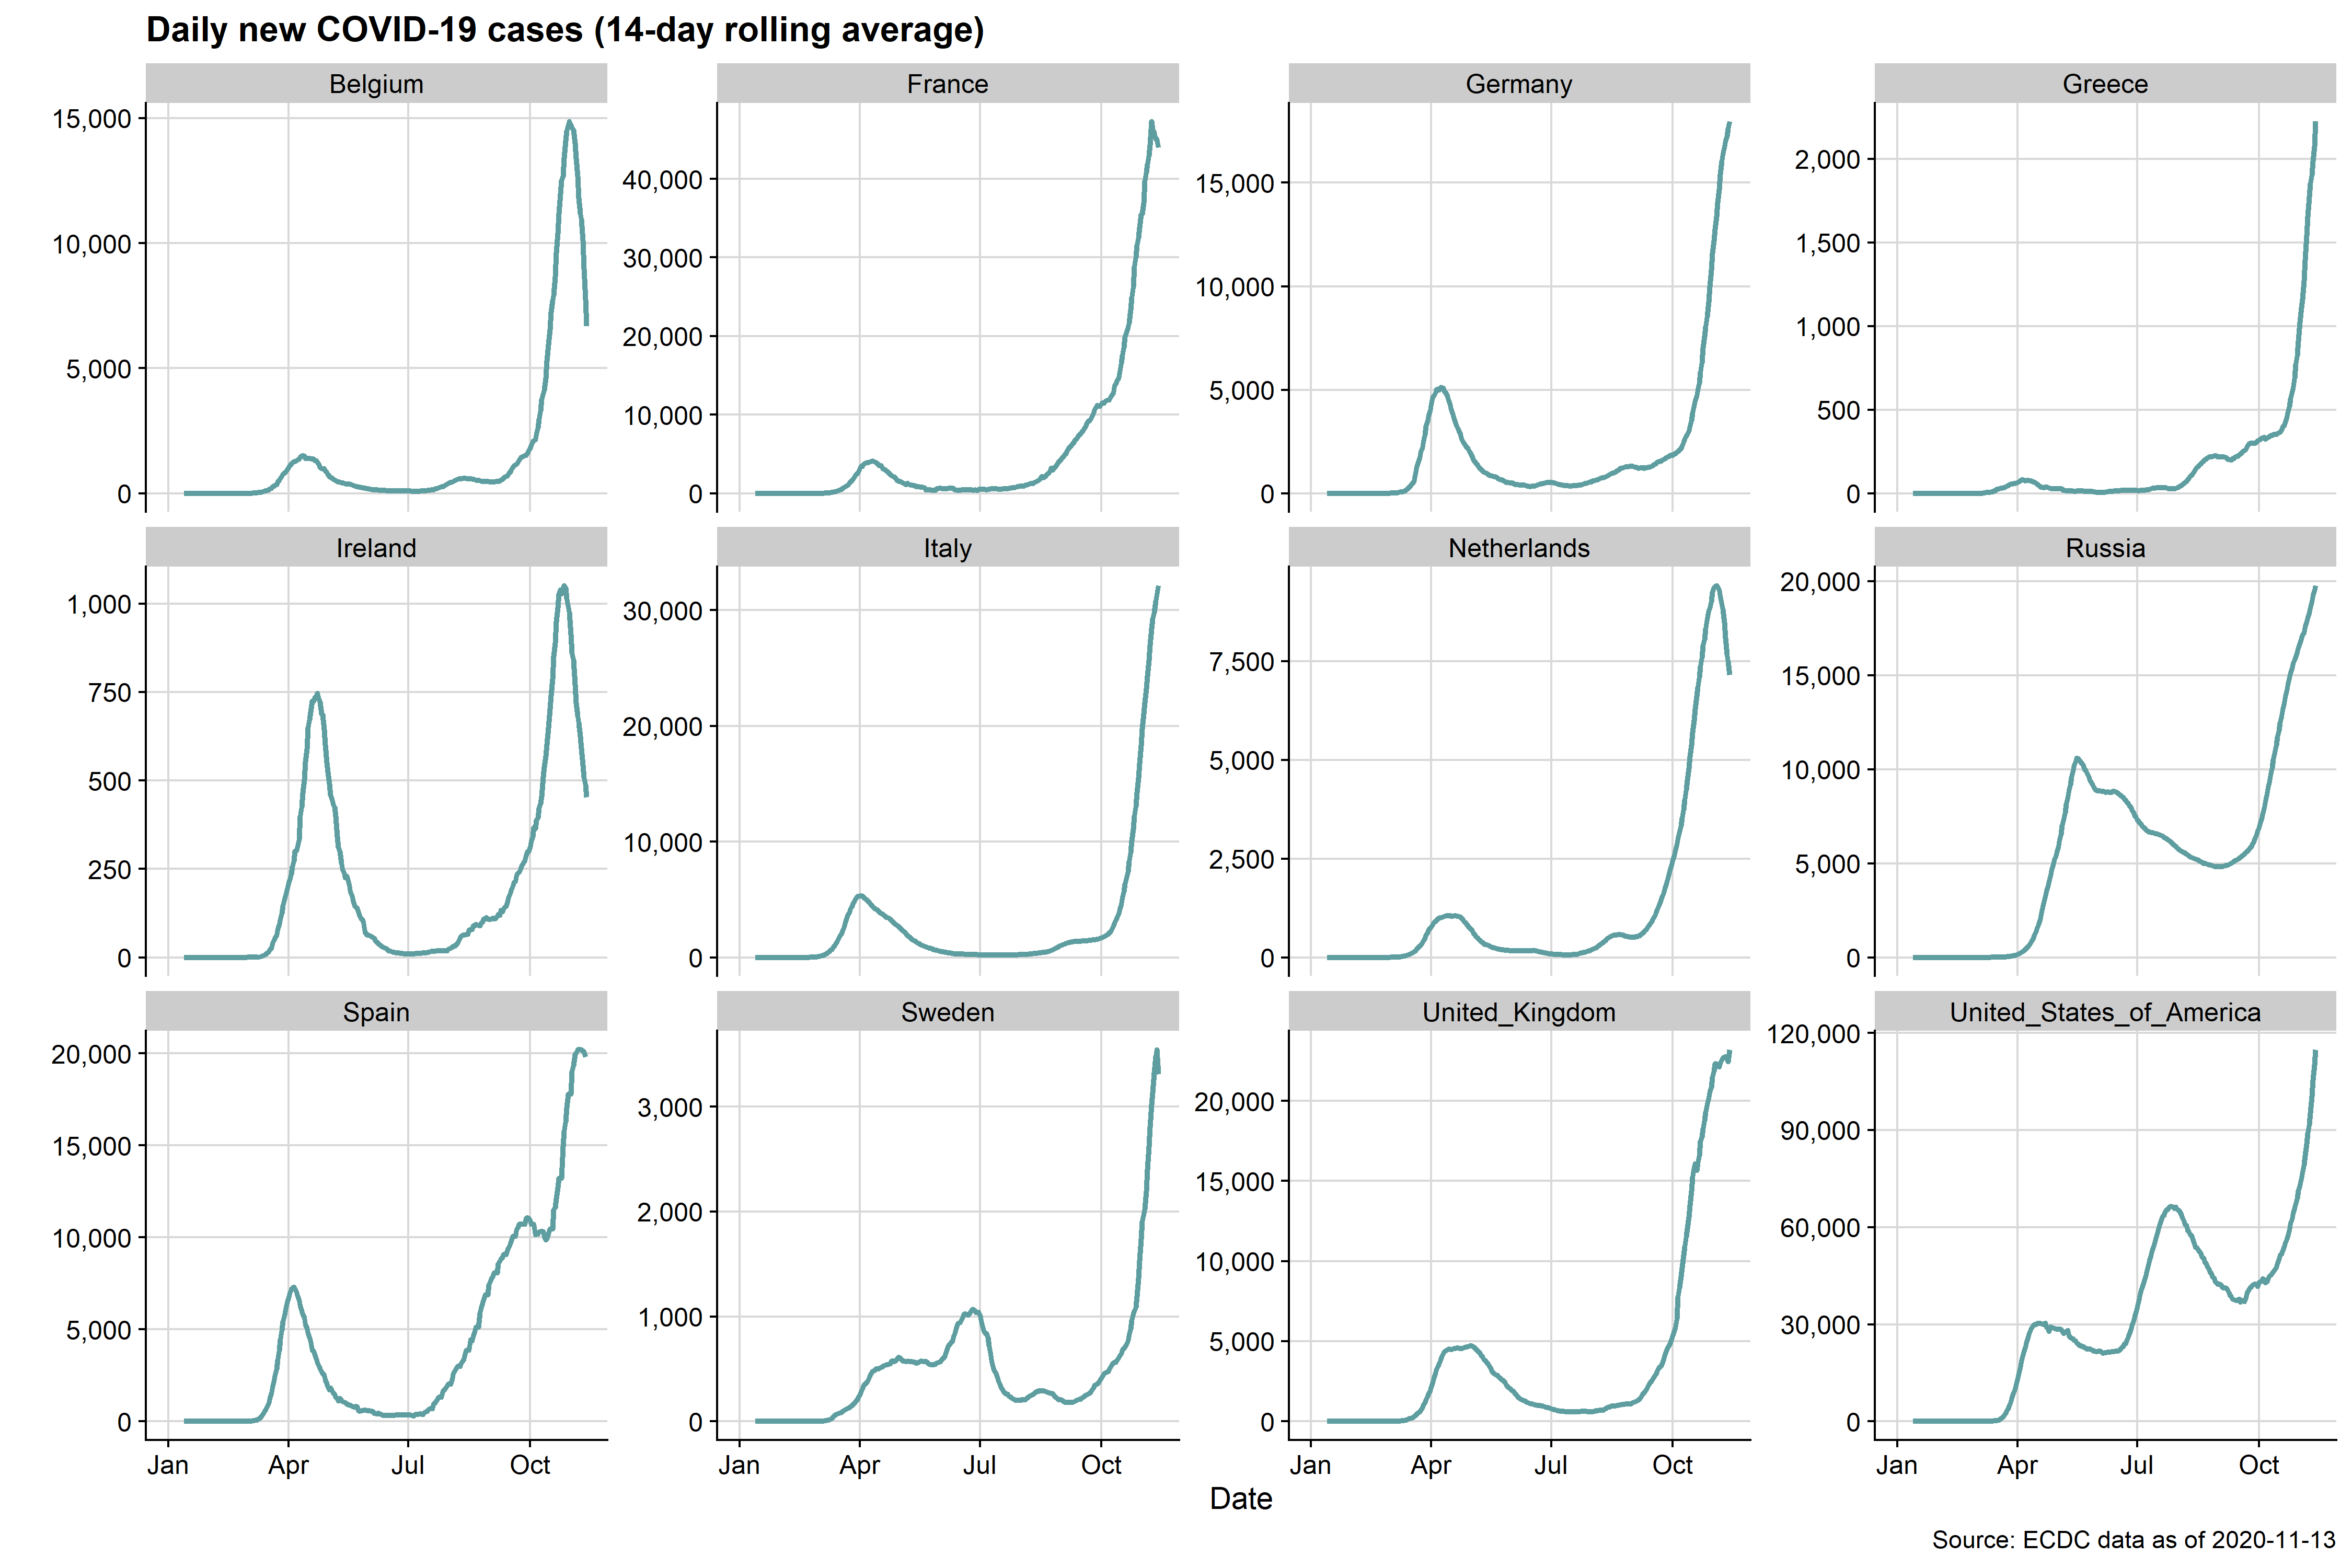 Daily new COVID-19 cases (14-day rolling average)
Belgium
France
Germany
Greece
15,000
10,000
5,000
0
40,000
30,000
20,000
10,000
0
15,000
10,000
5,000
0
2,000
1,500
1,000
500
0
Ireland
Italy
Netherlands
Russia
1,000
750
500
250
0
30,000
20,000
10,000
0
7,500
5,000
2,500
0
20,000
15,000
10,000
5,000
0
Spain
Sweden
United_Kingdom
United_States_of_America
20,000
15,000
10,000
5,000
0
3,000
2,000
1,000
0
20,000
15,000
10,000
5,000
0
120,000
90,000
60,000
30,000
0
Jan Apr Jul Oct
Jan Apr Jul Oct
Jan Apr Jul Oct
Jan Apr Jul Oct
Date
Source: ECDC data as of 2020-11-13